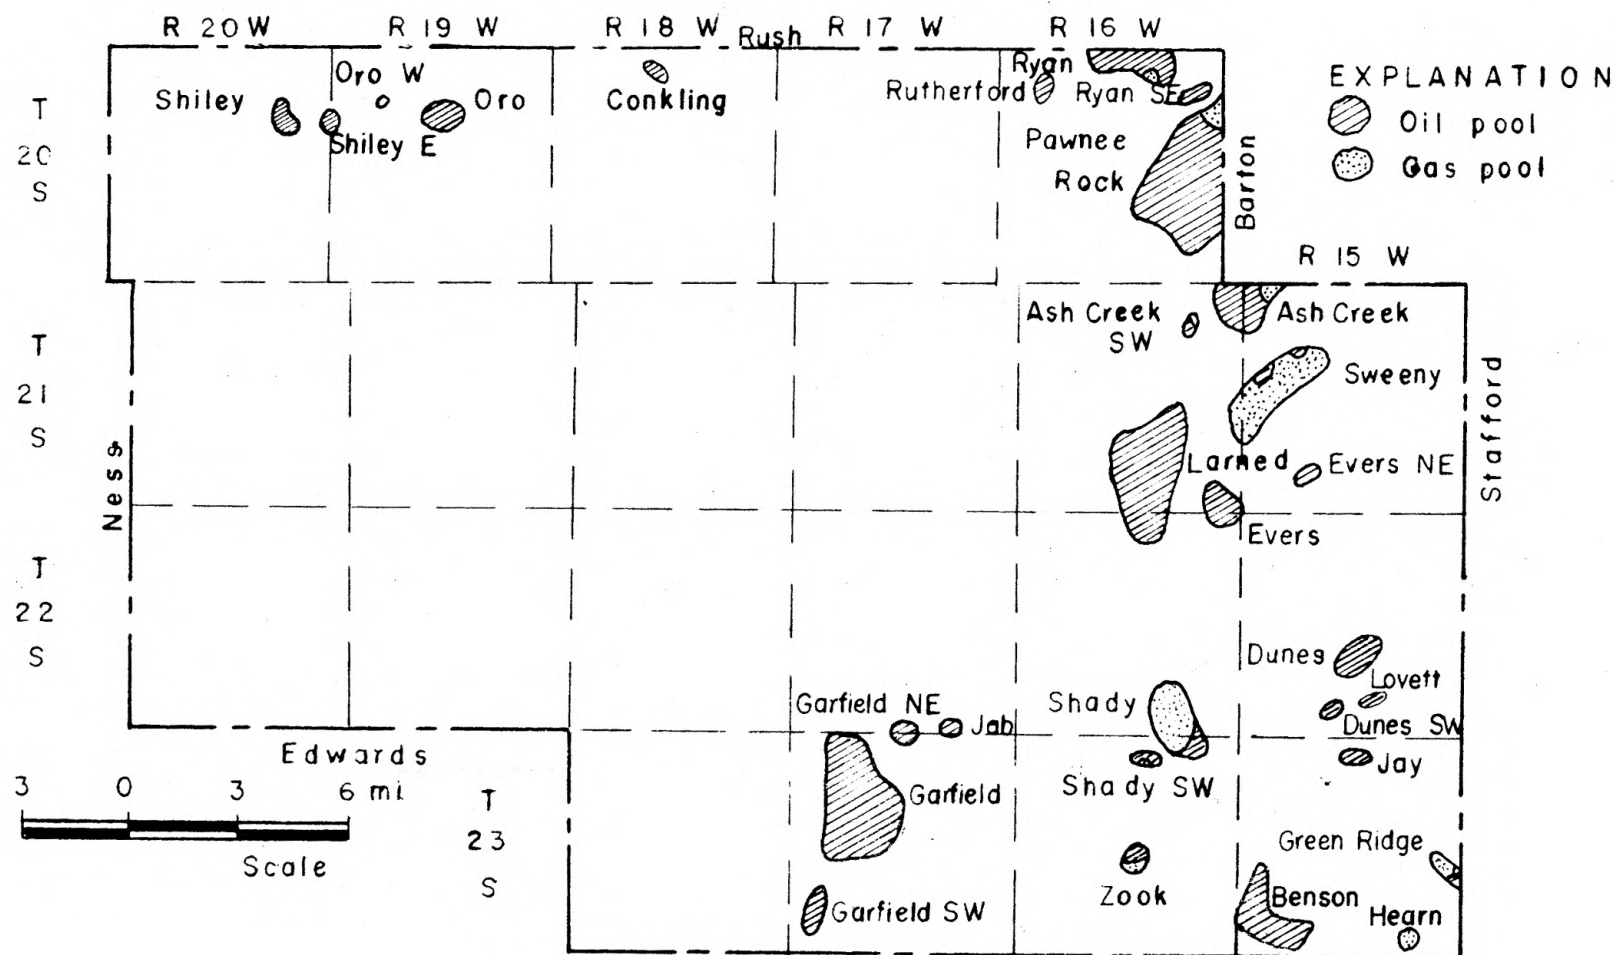 R 20 W R 19 W R 18 W Rush R 17 W R 16 W
EXPLANATION
Oil pool
Gas pool
Oro W
Shiley
Oro
Shiley E
Conkling
Ryan
Rutherford
Ryan SE
Pawnee
Rock
Barton
T
20
S
R 15 W
Ash Creek
SW
Ash Creek
Sweeny
Stafford
T
21
S
Larned
Evers NE
Ness
Evers
T
22
S
Dunes
Lovett
Garfield NE
Jab
Shady
Dunes SW
Edwards
Jay
3 0 3 6 mi
Scale
T
23
S
Garfield
Shady SW
Green Ridge
Zook
Benson
Hearn
Garfield SW